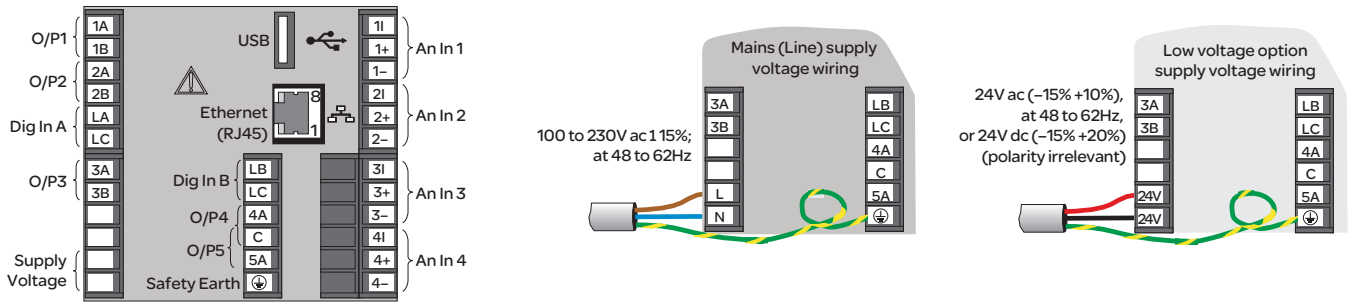 O/P1
O/P2
Dig In A
O/P3
Supply
Voltage
1A
1B
2A
2B
LA
LC
3A
3B
USB
Ethernet
(RJ45)
8
1
Dig In B
O/P4
O/P5
Safety Earth
LB
LC
4A
C
5A
1I
1+
1–
2I
2+
2–
3I
3+
3–
4I
4+
4–
An In 1
An In 2
An In 3
An In 4
Mains (Line) supply
voltage wiring
100 to 230V ac 1 15%;
at 48 to 62Hz
3A
3B
L
N
LB
LC
4A
C
5A
Low voltage option
supply voltage wiring
24V ac (–15% +10%),
at 48 to 62Hz,
or 24V dc (–15% +20%)
(polarity irrelevant)
3A
3B
24V
24V
LB
LC
4A
C
5A